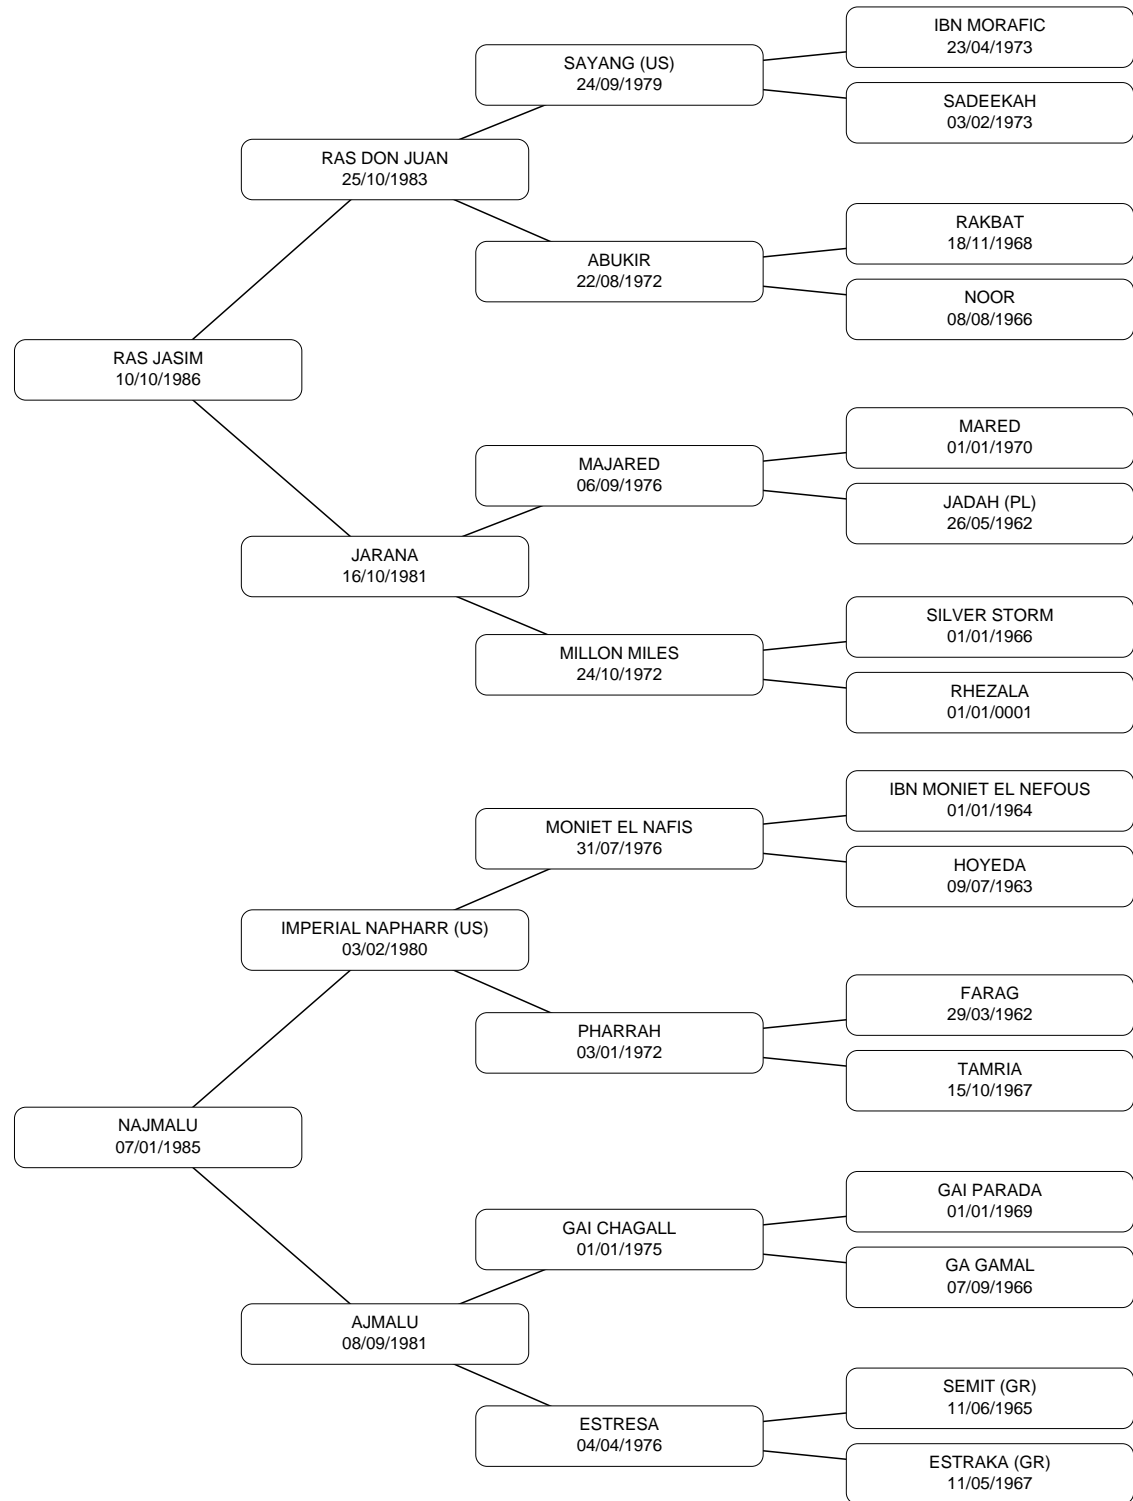 IBN MORAFIC
23/04/1973
SAYANG (US)
24/09/1979
SADEEKAH
03/02/1973
RAS DON JUAN
25/10/1983
RAKBAT
18/11/1968
ABUKIR
22/08/1972
NOOR
08/08/1966
RAS JASIM
10/10/1986
MARED
01/01/1970
MAJARED
06/09/1976
JADAH (PL)
26/05/1962
JARANA
16/10/1981
SILVER STORM
01/01/1966
MILLON MILES
24/10/1972
RHEZALA
01/01/0001
IBN MONIET EL NEFOUS
01/01/1964
MONIET EL NAFIS
31/07/1976
HOYEDA
09/07/1963
IMPERIAL NAPHARR (US)
03/02/1980
FARAG
29/03/1962
PHARRAH
03/01/1972
TAMRIA
15/10/1967
NAJMALU
07/01/1985
GAI PARADA
01/01/1969
GAI CHAGALL
01/01/1975
GA GAMAL
07/09/1966
AJMALU
08/09/1981
SEMIT (GR)
11/06/1965
ESTRESA
04/04/1976
ESTRAKA (GR)
11/05/1967